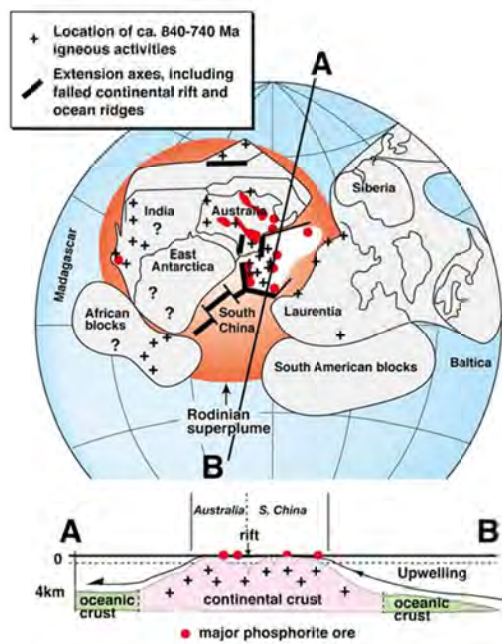 + Location of ca. 840-740 Ma
igneous activities
Extension axes, including
failed continental rift and
ocean ridges
A
Siberia
India
?
Australia
East
Antarctica
Madagascar
?
?
African
blocks
?
South
China
Laurentia
South American blocks
Baltica
Rodinian
superplume
B
Australia
S. China
A
rift
B
0
Upwelling
4km
oceanic
crust
continental crust
oceanic
crust
major phosphorite ore